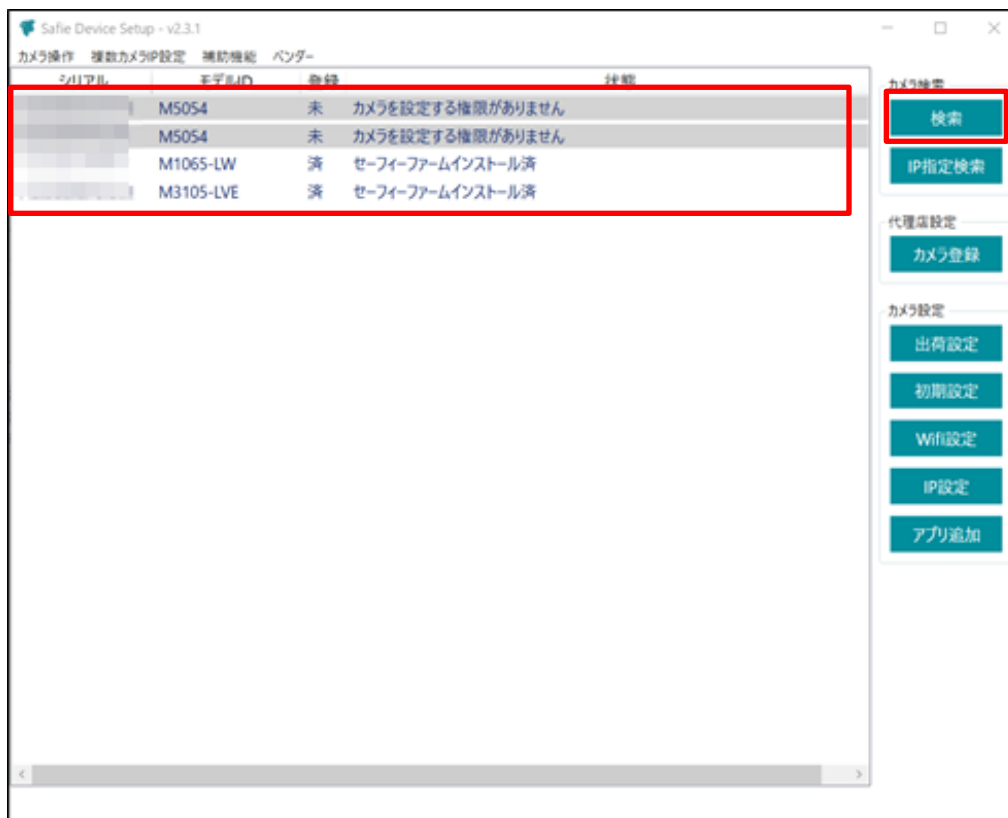 Safie Device Setup - v2.3.1
カメラ操作 複数カメラIP設定 補助機能 ベンダー
シリアル モデルID 登録 状態
M5054 未 カメラを設定する権限がありません
M5054 未 カメラを設定する権限がありません
M1065-LW 済 セーフィーファームインストール済
M3105-LVE 済 セーフィーファームインストール済
カメラ検索
検索
IP指定検索
代理店設定
カメラ登録
カメラ設定
出荷設定
初期設定
Wifi設定
IP設定
アプリ追加